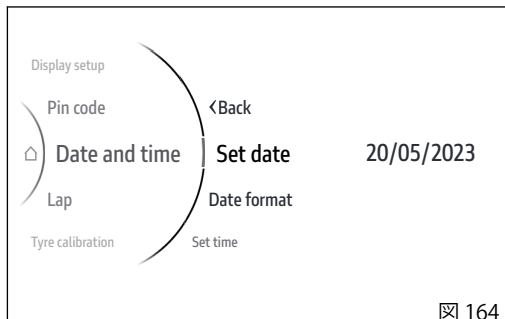 Display setup
Pin code
Date and time
Lap
Tyre calibration
‹Back
Set date
Date format
Set time
20/05/2023
図 164